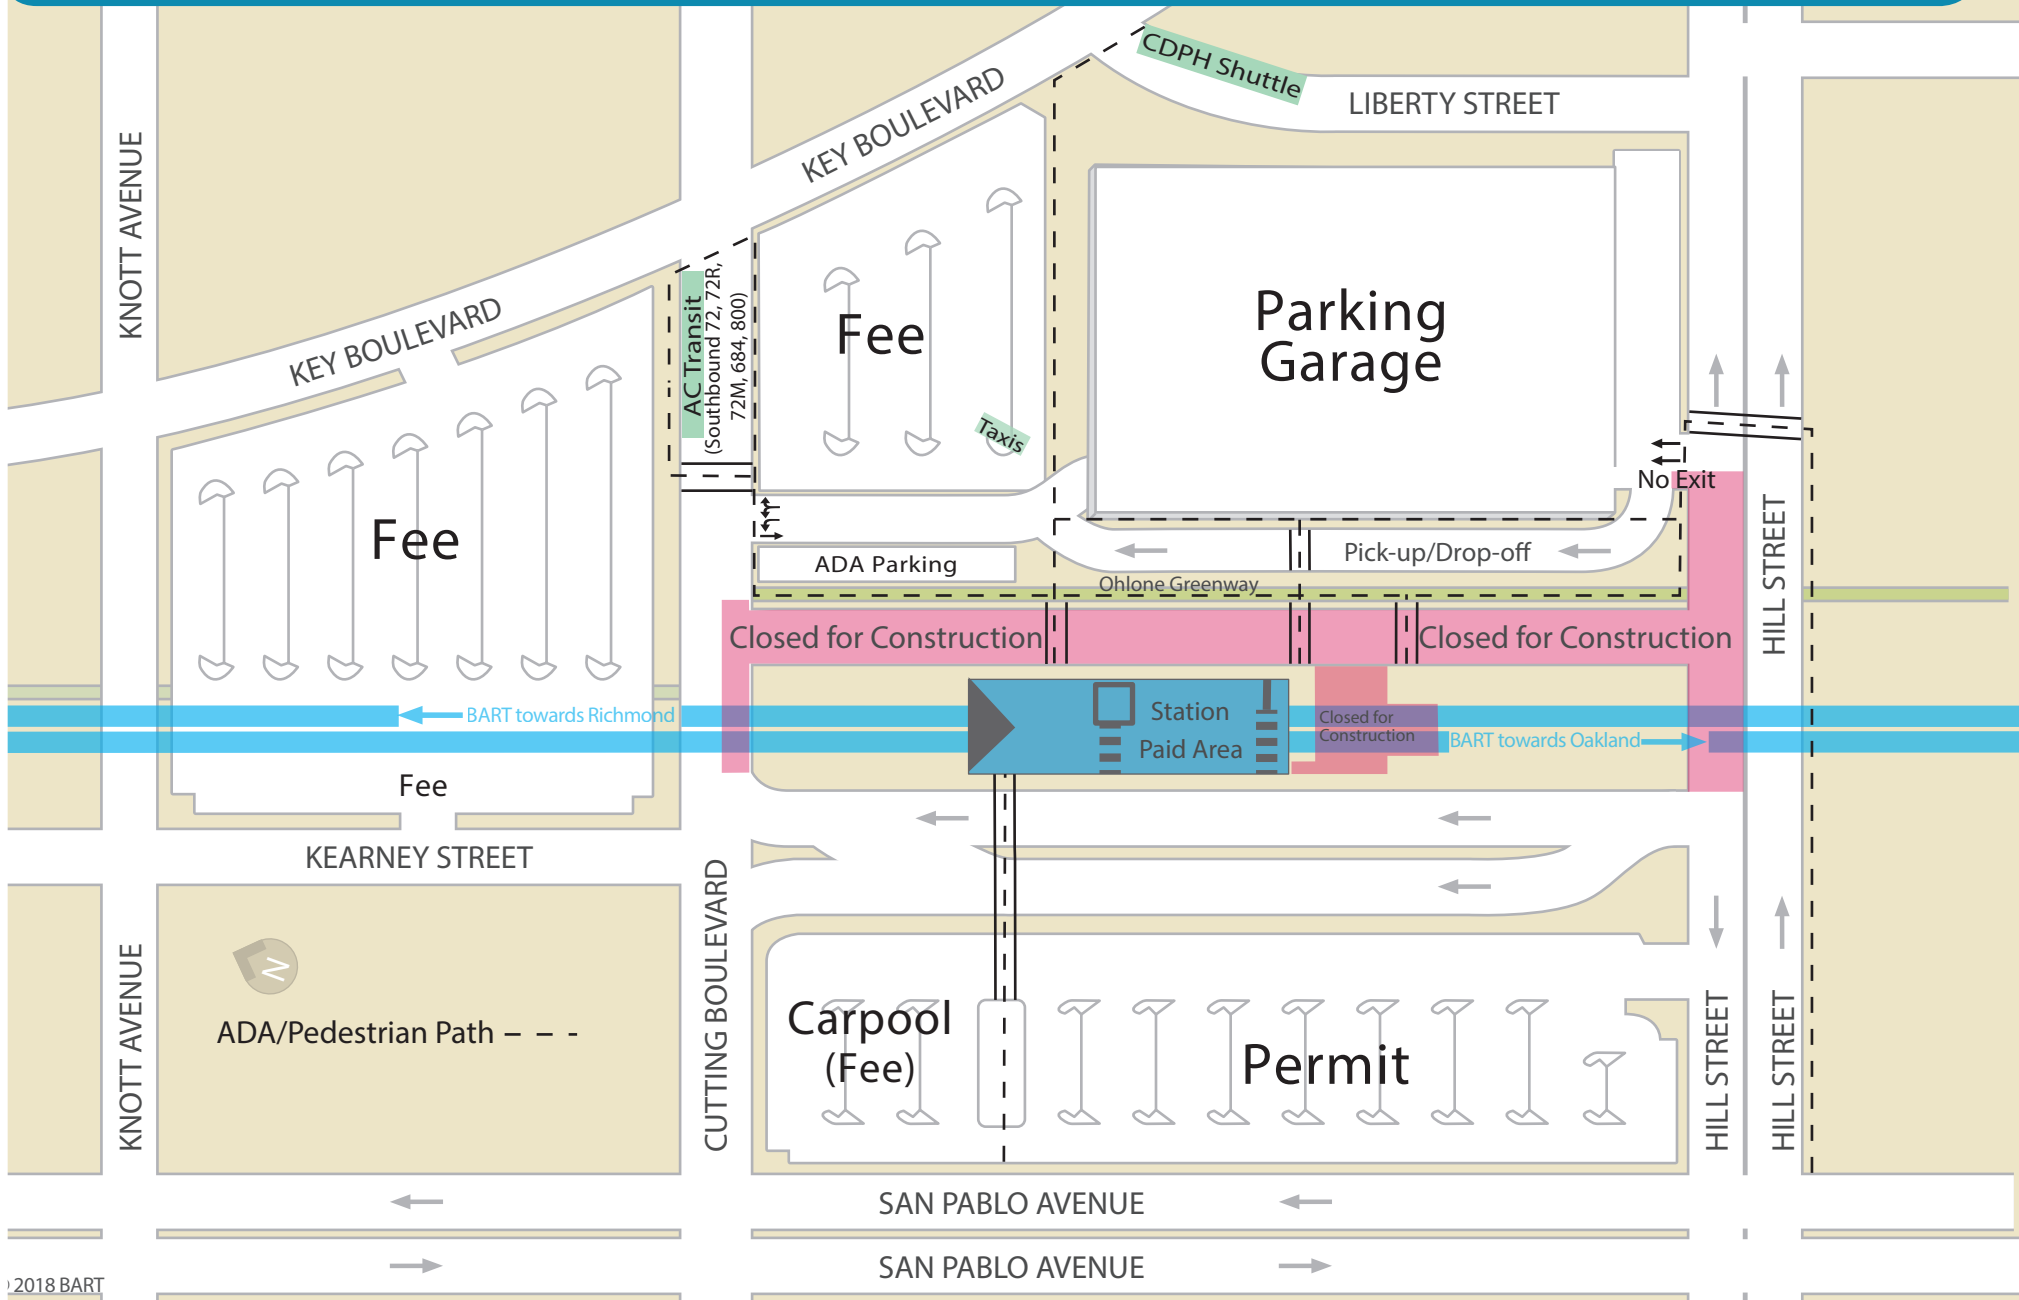 CDPH Shuttle
LIBERTY STREET
KEY BOULEVARD
KNOTT AVENUE
KEY BOULEVARD
AC Transit
(Southbound 72, 72R,
72M, 684, 800)
Fee
Taxis
Parking
Garage
No Exit
Fee
HILL STREET
Pick-up/Drop-off
ADA Parking
Ohlone Greenway
Closed for Construction
Closed for Construction
BART towards Richmond
Station
Paid Area
Closed for
Construction
BART towards Oakland
Fee
KEARNEY STREET
CUTTING BOULEVARD
KNOTT AVENUE
N
ADA/Pedestrian Path
Carpool
(Fee)
Permit
HILL STREET
HILL STREET
SAN PABLO AVENUE
SAN PABLO AVENUE
2018 BART